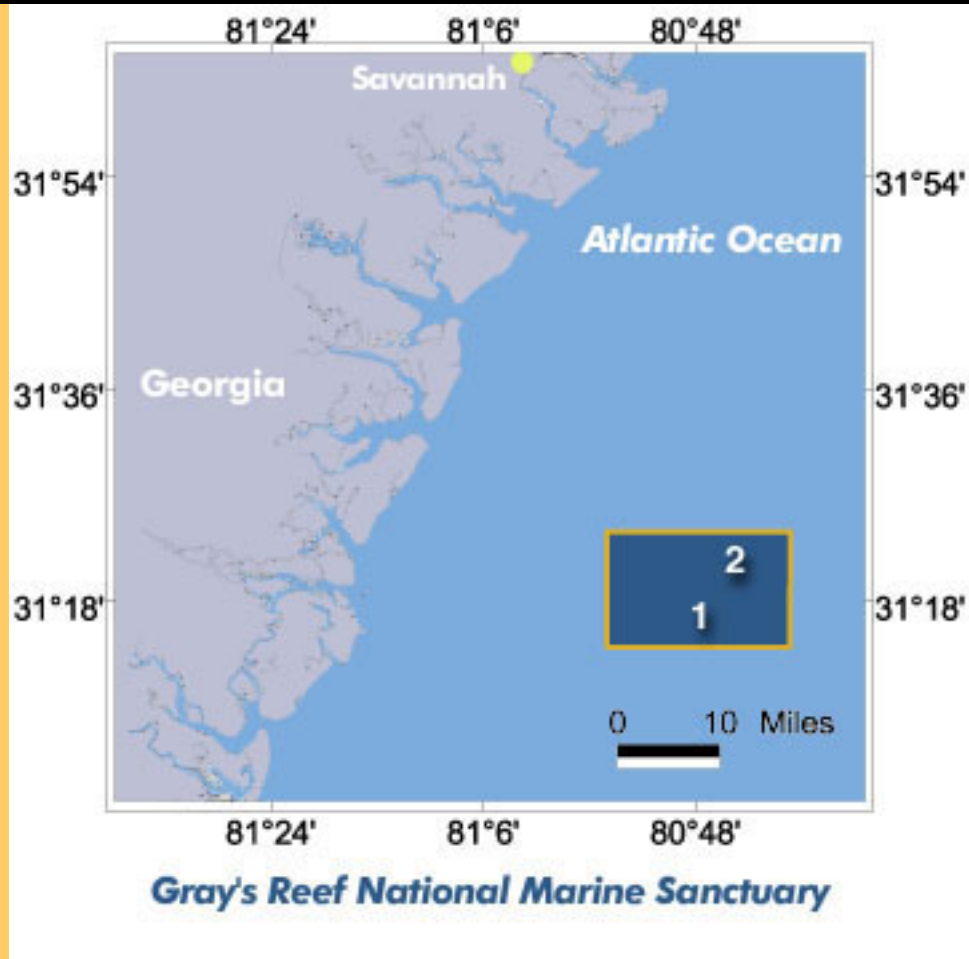 81°24' 81°6' 80°48'
Savannah
31°54' 31°54'
Atlantic Ocean
Georgia
31°36' 31°36'
2
31°18' 1 31°18'
0 10 Miles
81°24' 81°6' 80°48'
Gray's Reef National Marine Sanctuary